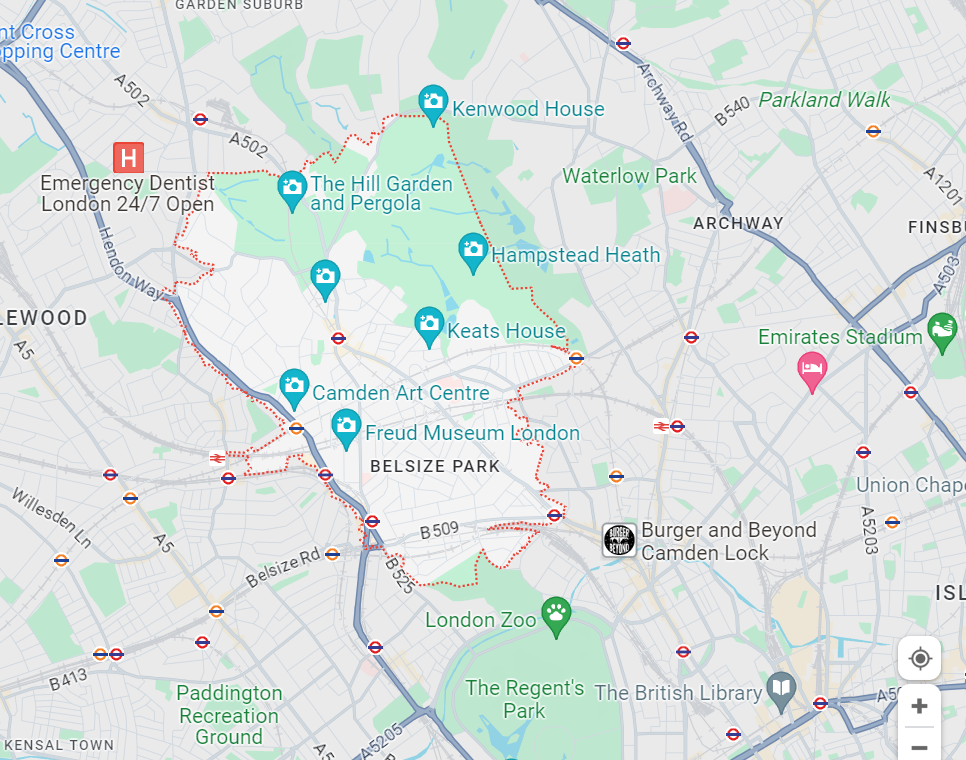 GARDEN SUBURB
nt Cross
pping Centre
A502
Archway Rd
B540
Parkland Walk
Kenwood House
A502
H
Emergency Dentist
London 24/7 Open
The Hill Garden
and Pergola
Waterlow Park
A1201
ARCHWAY
FINSBU
Hendon Way
Hampstead Heath
A503
LEWOOD
Keats House
Emirates Stadium
A5
Camden Art Centre
Freud Museum London
BELSIZE PARK
Union Chape
Willesden Ln
A5
B509
BURGER
BEYOND
Burger and Beyond
Camden Lock
A5203
Belsize Rd
B525
ISL
London Zoo
B413
Paddington
Recreation
Ground
The Regent's
Park
The British Library
A50
KENSAL TOWN
A5
A5205
P